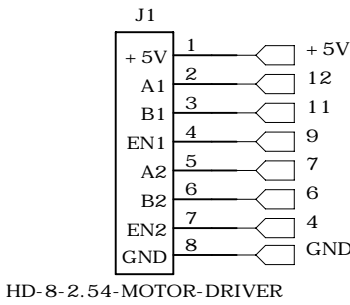 J1
+5V 1 +5V
A1 2 12
B1 3 11
EN1 4 9
A2 5 7
B2 6 6
EN2 7 4
GND 8 GND
HD-8-2.54-MOTOR-DRIVER